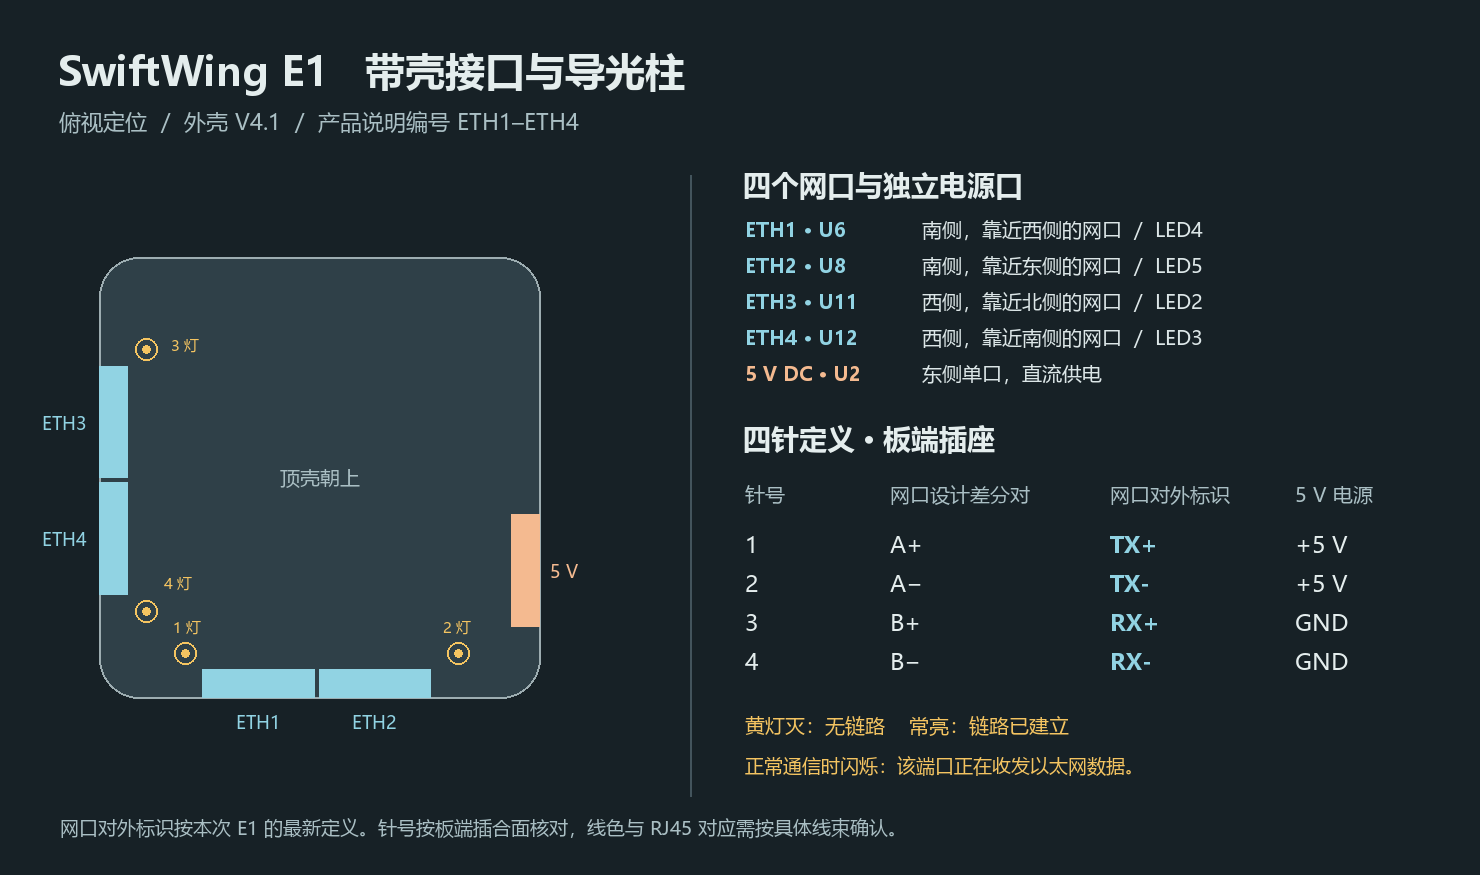 SwiftWing E1 带壳接口与导光柱
俯视定位 / 外壳 V4.1 / 产品说明编号 ETH1–ETH4
3 灯
ETH3
顶壳朝上
ETH4
4 灯
1 灯
2 灯
5 V
ETH1
ETH2
四个网口与独立电源口
ETH1 • U6 南侧，靠近西侧的网口 / LED4
ETH2 • U8 南侧，靠近东侧的网口 / LED5
ETH3 • U11 西侧，靠近北侧的网口 / LED2
ETH4 • U12 西侧，靠近南侧的网口 / LED3
5 V DC • U2 东侧单口，直流供电
四针定义 • 板端插座
针号 网口设计差分对 网口对外标识 5 V 电源
1 A+ TX+ +5 V
2 A− TX- +5 V
3 B+ RX+ GND
4 B− RX- GND
黄灯灭：无链路 常亮：链路已建立
正常通信时闪烁：该端口正在收发以太网数据。
网口对外标识按本次 E1 的最新定义。针号按板端插合面核对，线色与 RJ45 对应需按具体线束确认。